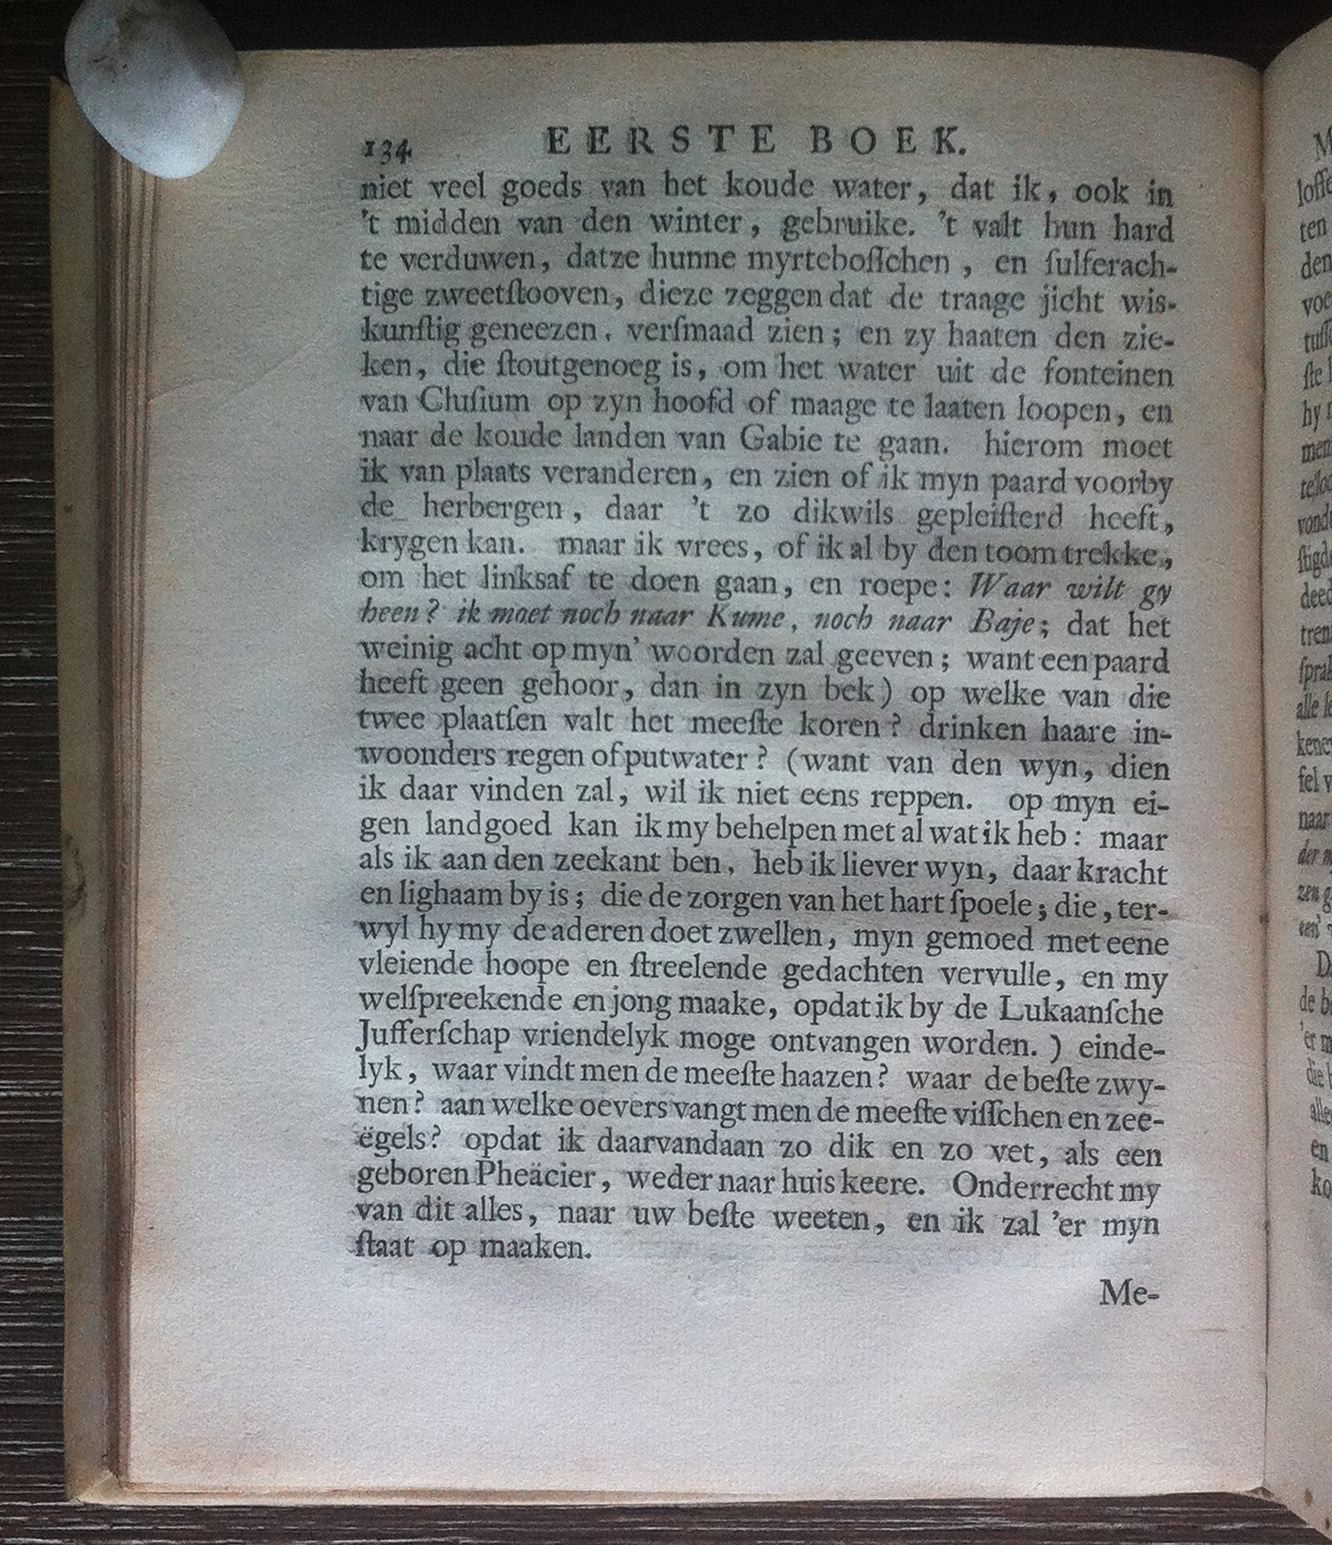 134 EERSTE BOEK.
niet veel goeds van het koude water, dat ik, ook in
't midden van den winter, gebruike. 't valt hun hard
te verduwen, datze hunne myrtebosſchen, en ſulferach-
tige zweetſtooven, dieze zeggen dat de traage jicht wis-
kunſtig geneezen, verſmaad zien; en zy haaten den zie-
ken, die ſtoutgenoeg is, om het water uit de fonteinen
van Cluſium op zyn hoofd of maage te laaten loopen, en
naar de koude landen van Gabie te gaan. hierom moet
ik van plaats veranderen, en zien of ik myn paard voorby
de herbergen, daar 't zo dikwils gepleiſterd heeft,
krygen kan. maar ik vrees, of ik al by den toom trekke,
om het linksaf te doen gaan, en roepe: Waar wilt gy
heen? ik moet noch naar Kume, noch naar Baje; dat het
weinig acht op myn' woorden zal geeven; want een paard
heeft geen gehoor, dan in zyn bek) op welke van die
twee plaatſen valt het meeſte koren? drinken haare in-
woonders regen of putwater? (want van den wyn, dien
ik daar vinden zal, wil ik niet eens reppen. op myn ei-
gen landgoed kan ik my behelpen met al wat ik heb: maar
als ik aan den zeekant ben, heb ik liever wyn, daar kracht
en lighaam by is; die de zorgen van het hart ſpoele; die, ter-
wyl hy my de aderen doet zwellen, myn gemoed met eene
vleiende hoope en ſtreelende gedachten vervulle, en my
welſpreekende en jong maake, opdat ik by de Lukaanſche
Jufferſchap vriendelyk moge ontvangen worden.) einde-
lyk, waar vindt men de meeſte haazen? waar de beſte zwy-
nen? aan welke oevers vangt men de meeſte viſſchen en zee-
ëgels? opdat ik daarvandaan zo dik en zo vet, als een
geboren Pheäcier, weder naar huis keere. Onderrecht my
van dit alles, naar uw beſte weeten, en ik zal 'er myn
ſtaat op maaken.
Me-